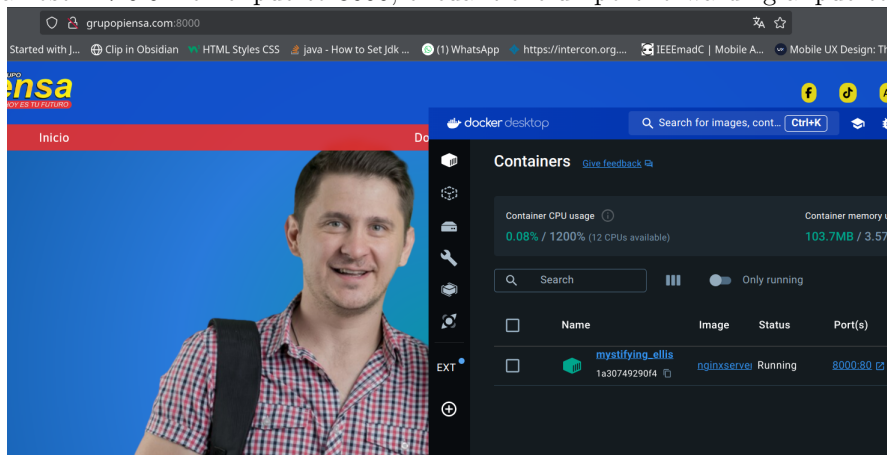 grupopiensa.com:8000
Started with J... Clip in Obsidian HTML Styles CSS java - How to Set Jdk ... (1) WhatsApp https://intercon.org.... IEEEmadC | Mobile A... Mobile UX Design: Th
ensa
HOY ES TU FUTURO
Inicio
Do
docker desktop
Search for images, cont... Ctrl+K
Containers Give feedback
Container CPU usage
Container memory u
0.08% / 1200% (12 CPUs available)
103.7MB / 3.57
Search
Only running
Name Image Status Port(s)
EXT
mystifying_ellis
1a30749290f4
nginxserver Running 8000:80